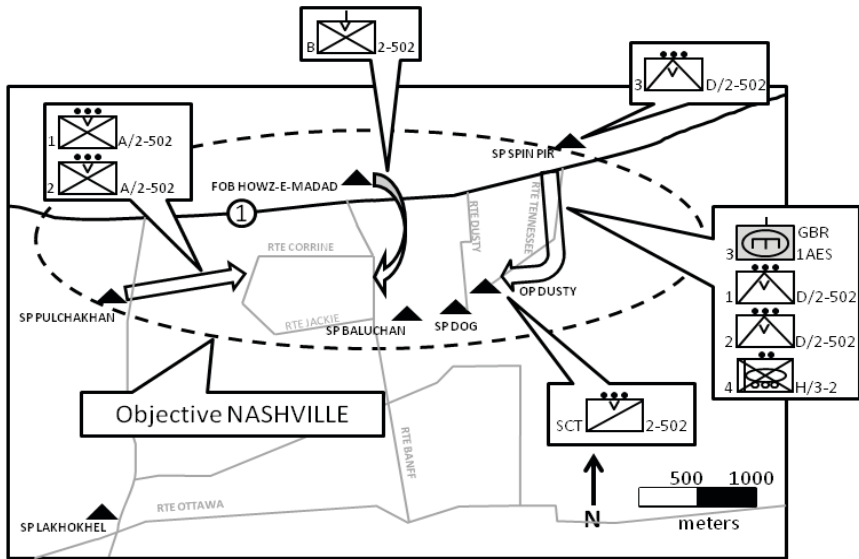 B 2-502
3 D/2-502
1 A/2-502
2 A/2-502
SP SPIN PIR
FOB HOWZ-E-MADAD
1
RTE DUSTY
RTE TENNESSEE
RTE CORRINE
GBR
3 1AES
1 D/2-502
2 D/2-502
4 H/3-2
SP PULCHAKHAN
OP DUSTY
RTE JACKIE
SP BALUCHAN
SP DOG
Objective NASHVILLE
SCT 2-502
RTE BANFF
RTE OTTAWA
SP LAKHOKHEL
N
500 1000
meters